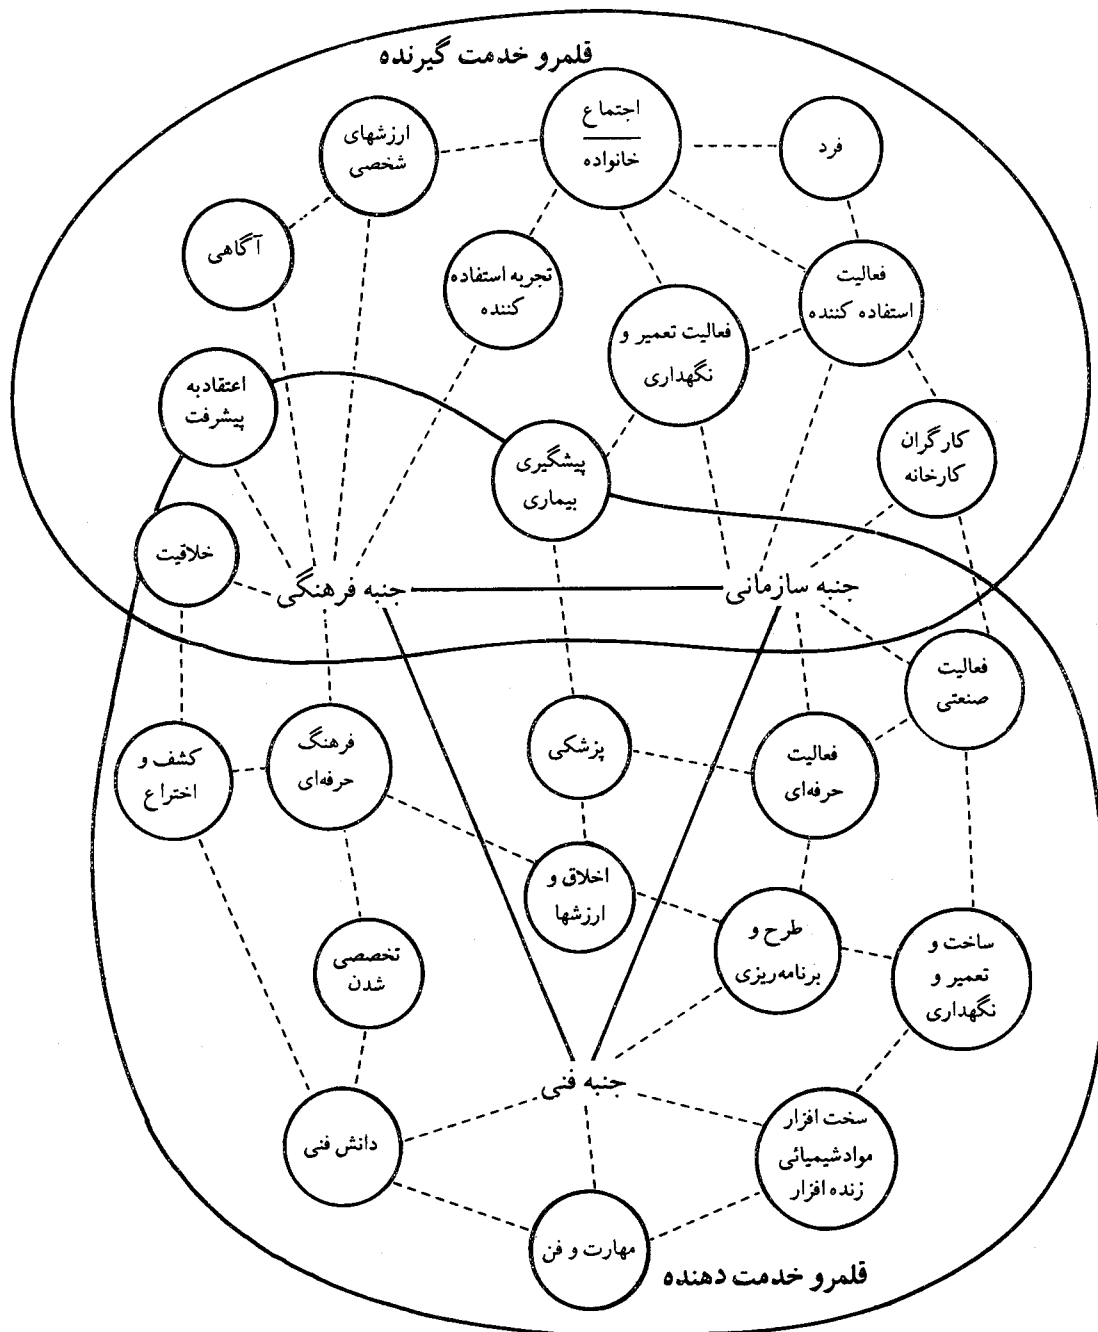 قلمرو خدمت گیرنده
اجتماع
خانواده
فرد
ارزشهای
شخصی
آگاهی
تجربه استفاده
کننده
فعالیت
استفاده کننده
فعالیت تعمیر و
نگهداری
اعتقادبه
پیشرفت
پیشگیری
بیماری
کارگران
کارخانه
خلاقیت
جنبه سازمانی
جنبه فرهنگی
فعالیت
صنعتی
کشف و
اختراع
فرهنگ
حرفه‌ای
پزشکی
فعالیت
حرفه‌ای
اخلاق و
ارزشها
طرح و
برنامه‌ریزی
ساخت و
تعمیر و
نگهداری
تخصصی
شدن
جنبه فنی
سخت افزار
موادشیمیائی
زنده افزار
دانش فنی
مهارت و فن
قلمرو خدمت دهنده